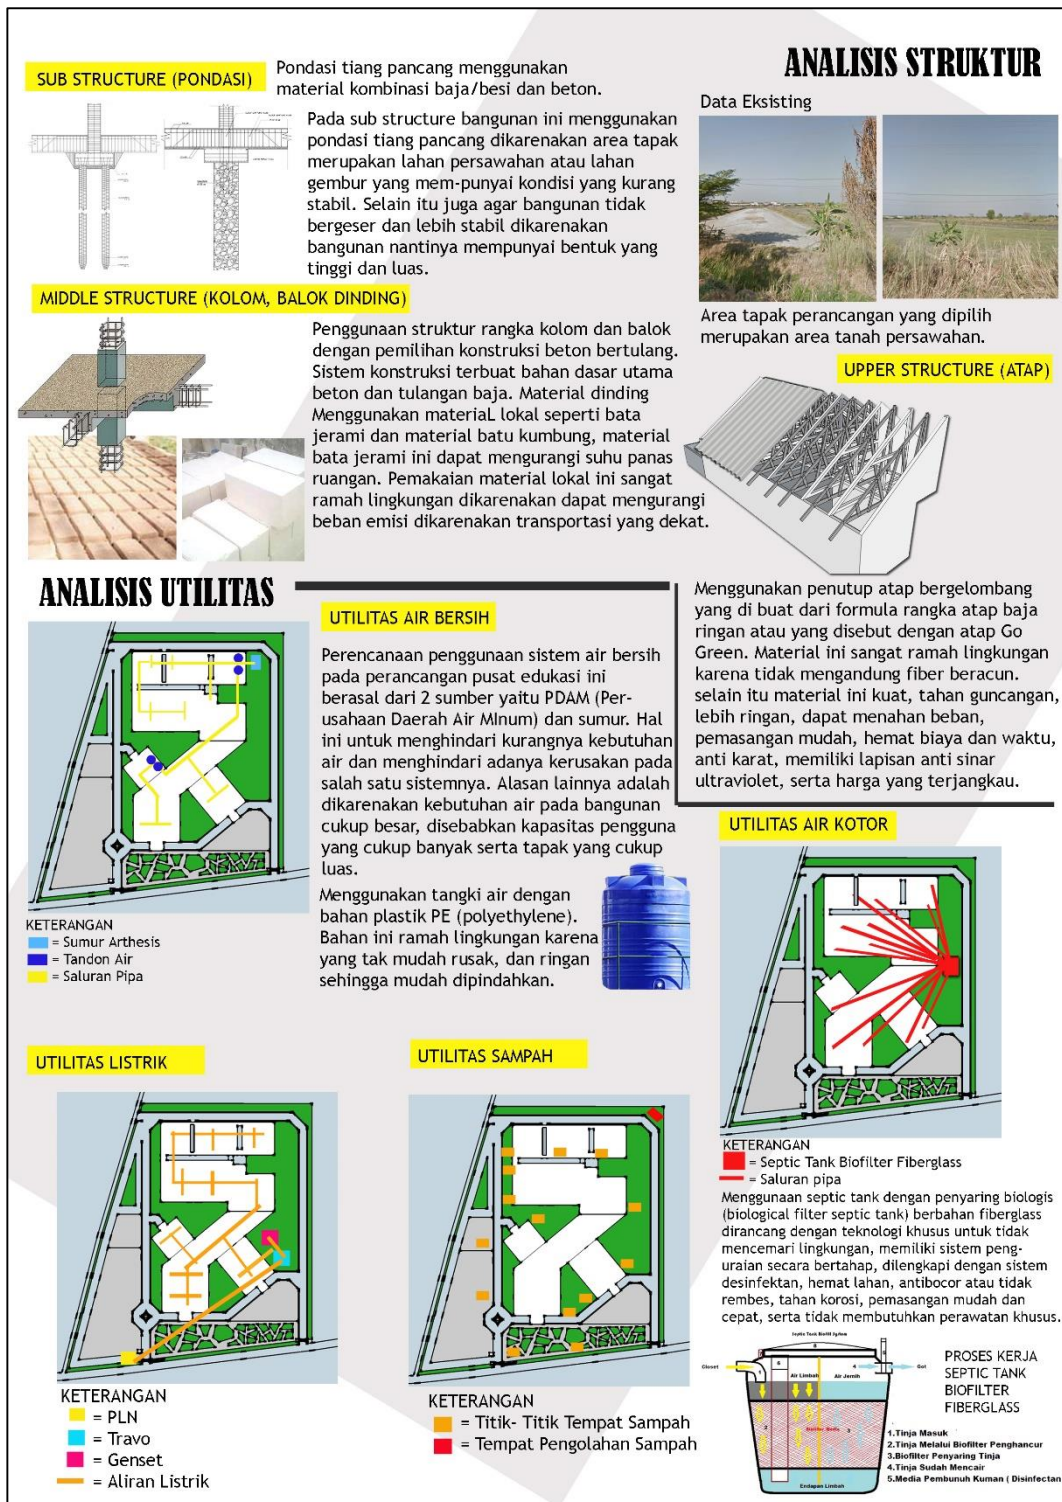 ANALISIS STRUKTUR
SUB STRUCTURE (PONDASI)
Pondasi tiang pancang menggunakan
material kombinasi baja/besi dan beton.
Pada sub structure bangunan ini menggunakan
pondasi tiang pancang dikarenakan area tapak
merupakan lahan persawahan atau lahan
gembur yang mem-punyai kondisi yang kurang
stabil. Selain itu juga agar bangunan tidak
bergeser dan lebih stabil dikarenakan
bangunan nantinya mempunyai bentuk yang
tinggi dan luas.
Data Eksisting
Area tapak perancangan yang dipilih
merupakan area tanah persawahan.
MIDDLE STRUCTURE (KOLOM, BALOK DINDING)
Penggunaan struktur rangka kolom dan balok
dengan pemilihan konstruksi beton bertulang.
Sistem konstruksi terbuat bahan dasar utama
beton dan tulangan baja. Material dinding
Menggunakan materiaL lokal seperti bata
jerami dan material batu kumbung, material
bata jerami ini dapat mengurangi suhu panas
ruangan. Pemakaian material lokal ini sangat
ramah lingkungan dikarenakan dapat mengurangi
beban emisi dikarenakan transportasi yang dekat.
UPPER STRUCTURE (ATAP)
Menggunakan penutup atap bergelombang
yang di buat dari formula rangka atap baja
ringan atau yang disebut dengan atap Go
Green. Material ini sangat ramah lingkungan
karena tidak mengandung fiber beracun.
selain itu material ini kuat, tahan guncangan,
lebih ringan, dapat menahan beban,
pemasangan mudah, hemat biaya dan waktu,
anti karat, memiliki lapisan anti sinar
ultraviolet, serta harga yang terjangkau.
ANALISIS UTILITAS
UTILITAS AIR BERSIH
Perencanaan penggunaan sistem air bersih
pada perancangan pusat edukasi ini
berasal dari 2 sumber yaitu PDAM (Per-
usahaan Daerah Air MInum) dan sumur. Hal
ini untuk menghindari kurangnya kebutuhan
air dan menghindari adanya kerusakan pada
salah satu sistemnya. Alasan lainnya adalah
dikarenakan kebutuhan air pada bangunan
cukup besar, disebabkan kapasitas pengguna
yang cukup banyak serta tapak yang cukup
luas.
Menggunakan tangki air dengan
bahan plastik PE (polyethylene).
Bahan ini ramah lingkungan karena
yang tak mudah rusak, dan ringan
sehingga mudah dipindahkan.
KETERANGAN
= Sumur Arthesis
= Tandon Air
= Saluran Pipa
UTILITAS AIR KOTOR
KETERANGAN
= Septic Tank Biofilter Fiberglass
= Saluran pipa
Menggunaan septic tank dengan penyaring biologis
(biological filter septic tank) berbahan fiberglass
dirancang dengan teknologi khusus untuk tidak
mencemari lingkungan, memiliki sistem peng-
uraian secara bertahap, dilengkapi dengan sistem
desinfektan, hemat lahan, antibocor atau tidak
rembes, tahan korosi, pemasangan mudah dan
cepat, serta tidak membutuhkan perawatan khusus.
Septic Tank Biofil System
Closet
Got
Air Limbah
Air Jernih
Endapan Limbah
PROSES KERJA
SEPTIC TANK
BIOFILTER
FIBERGLASS
1.Tinja Masuk
2.Tinja Melalui Biofilter Penghancur
3.Biofilter Penyaring Tinja
4.Tinja Sudah Mencair
5.Media Pembunuh Kuman ( Disinfectan
UTILITAS LISTRIK
KETERANGAN
= PLN
= Travo
= Genset
= Aliran Listrik
UTILITAS SAMPAH
KETERANGAN
= Titik- Titik Tempat Sampah
= Tempat Pengolahan Sampah